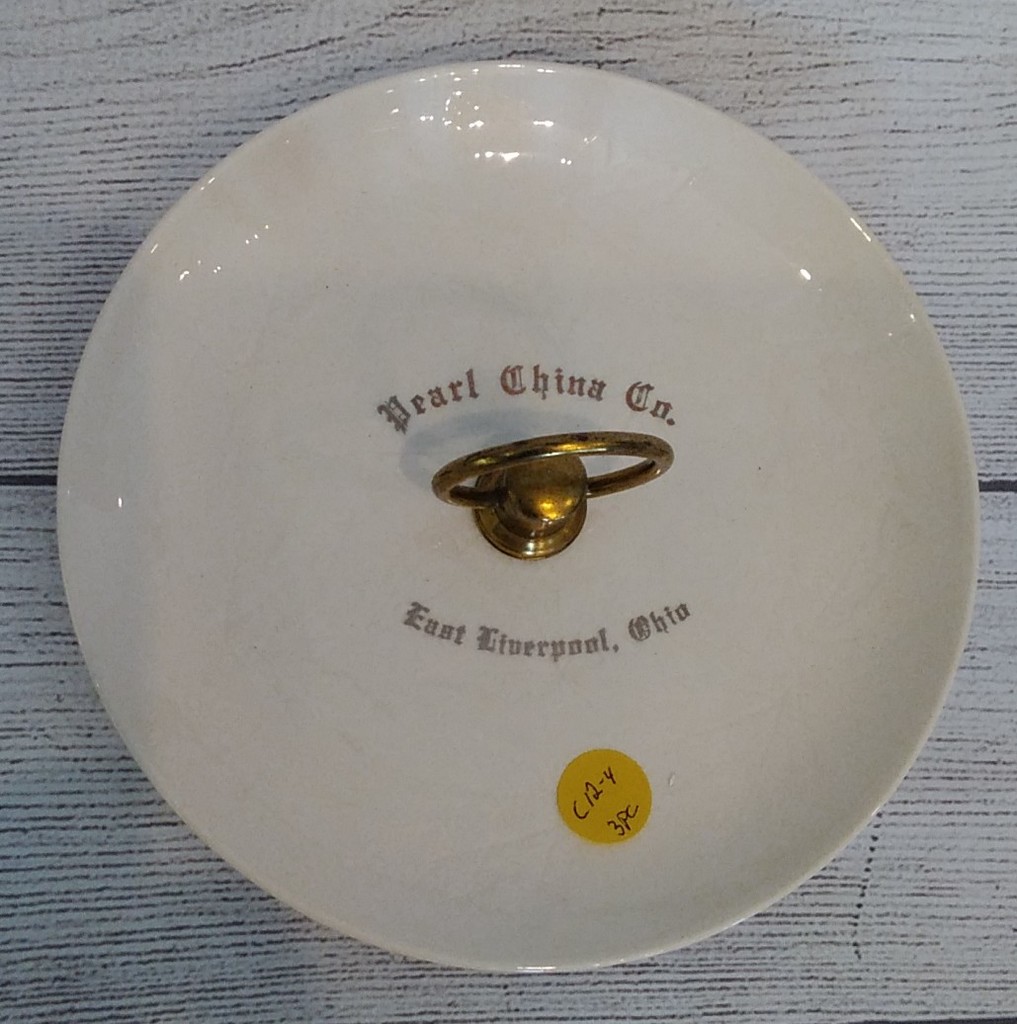 Pearl China Co.
East Liverpool, Ohio
C12-4
3PC